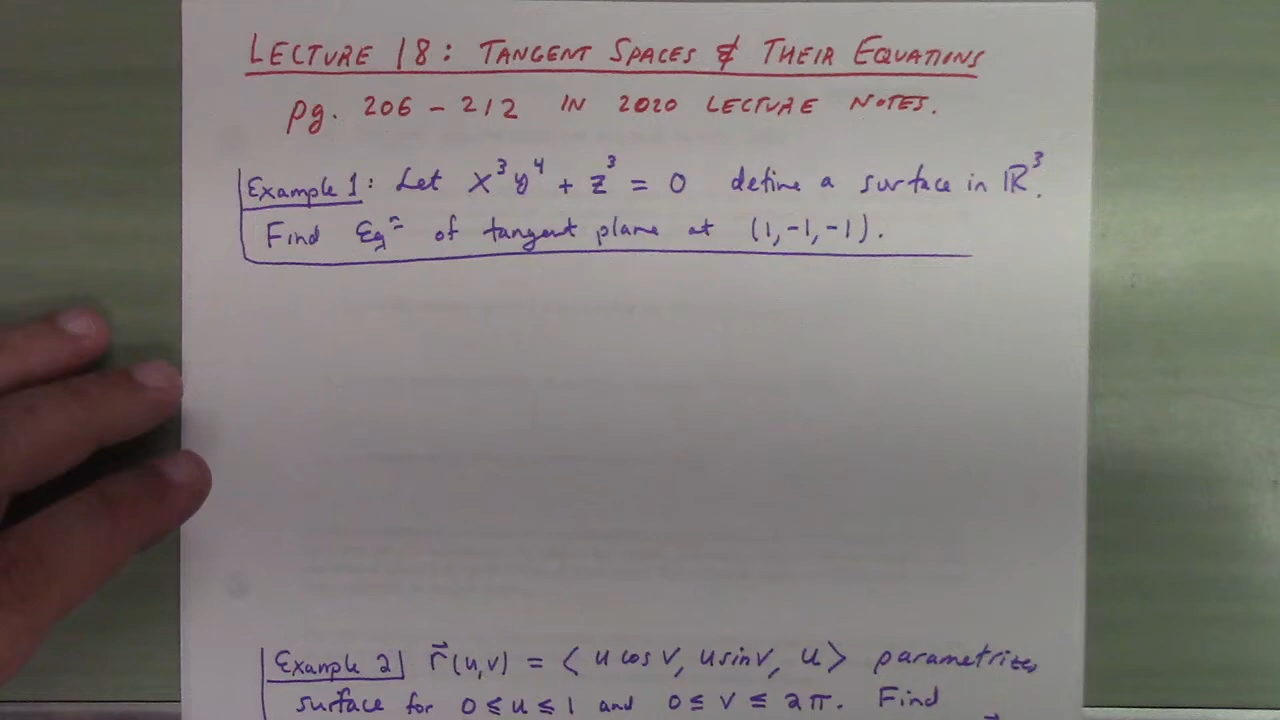 LECTURE 18: TANGENT SPACES & THEIR EQUATIONS
pg. 206 - 212 IN 2020 LECTURE NOTES.
Example 1: Let x³y⁴ + z³ = 0 define a surface in ℝ³.
Find Eqⁿ of tangent plane at (1,-1,-1).
Example 2 r⃗(u,v) = ⟨u cos v, u sin v, u⟩ parametrizes
surface for 0 ≤ u ≤ 1 and 0 ≤ v ≤ 2π. Find